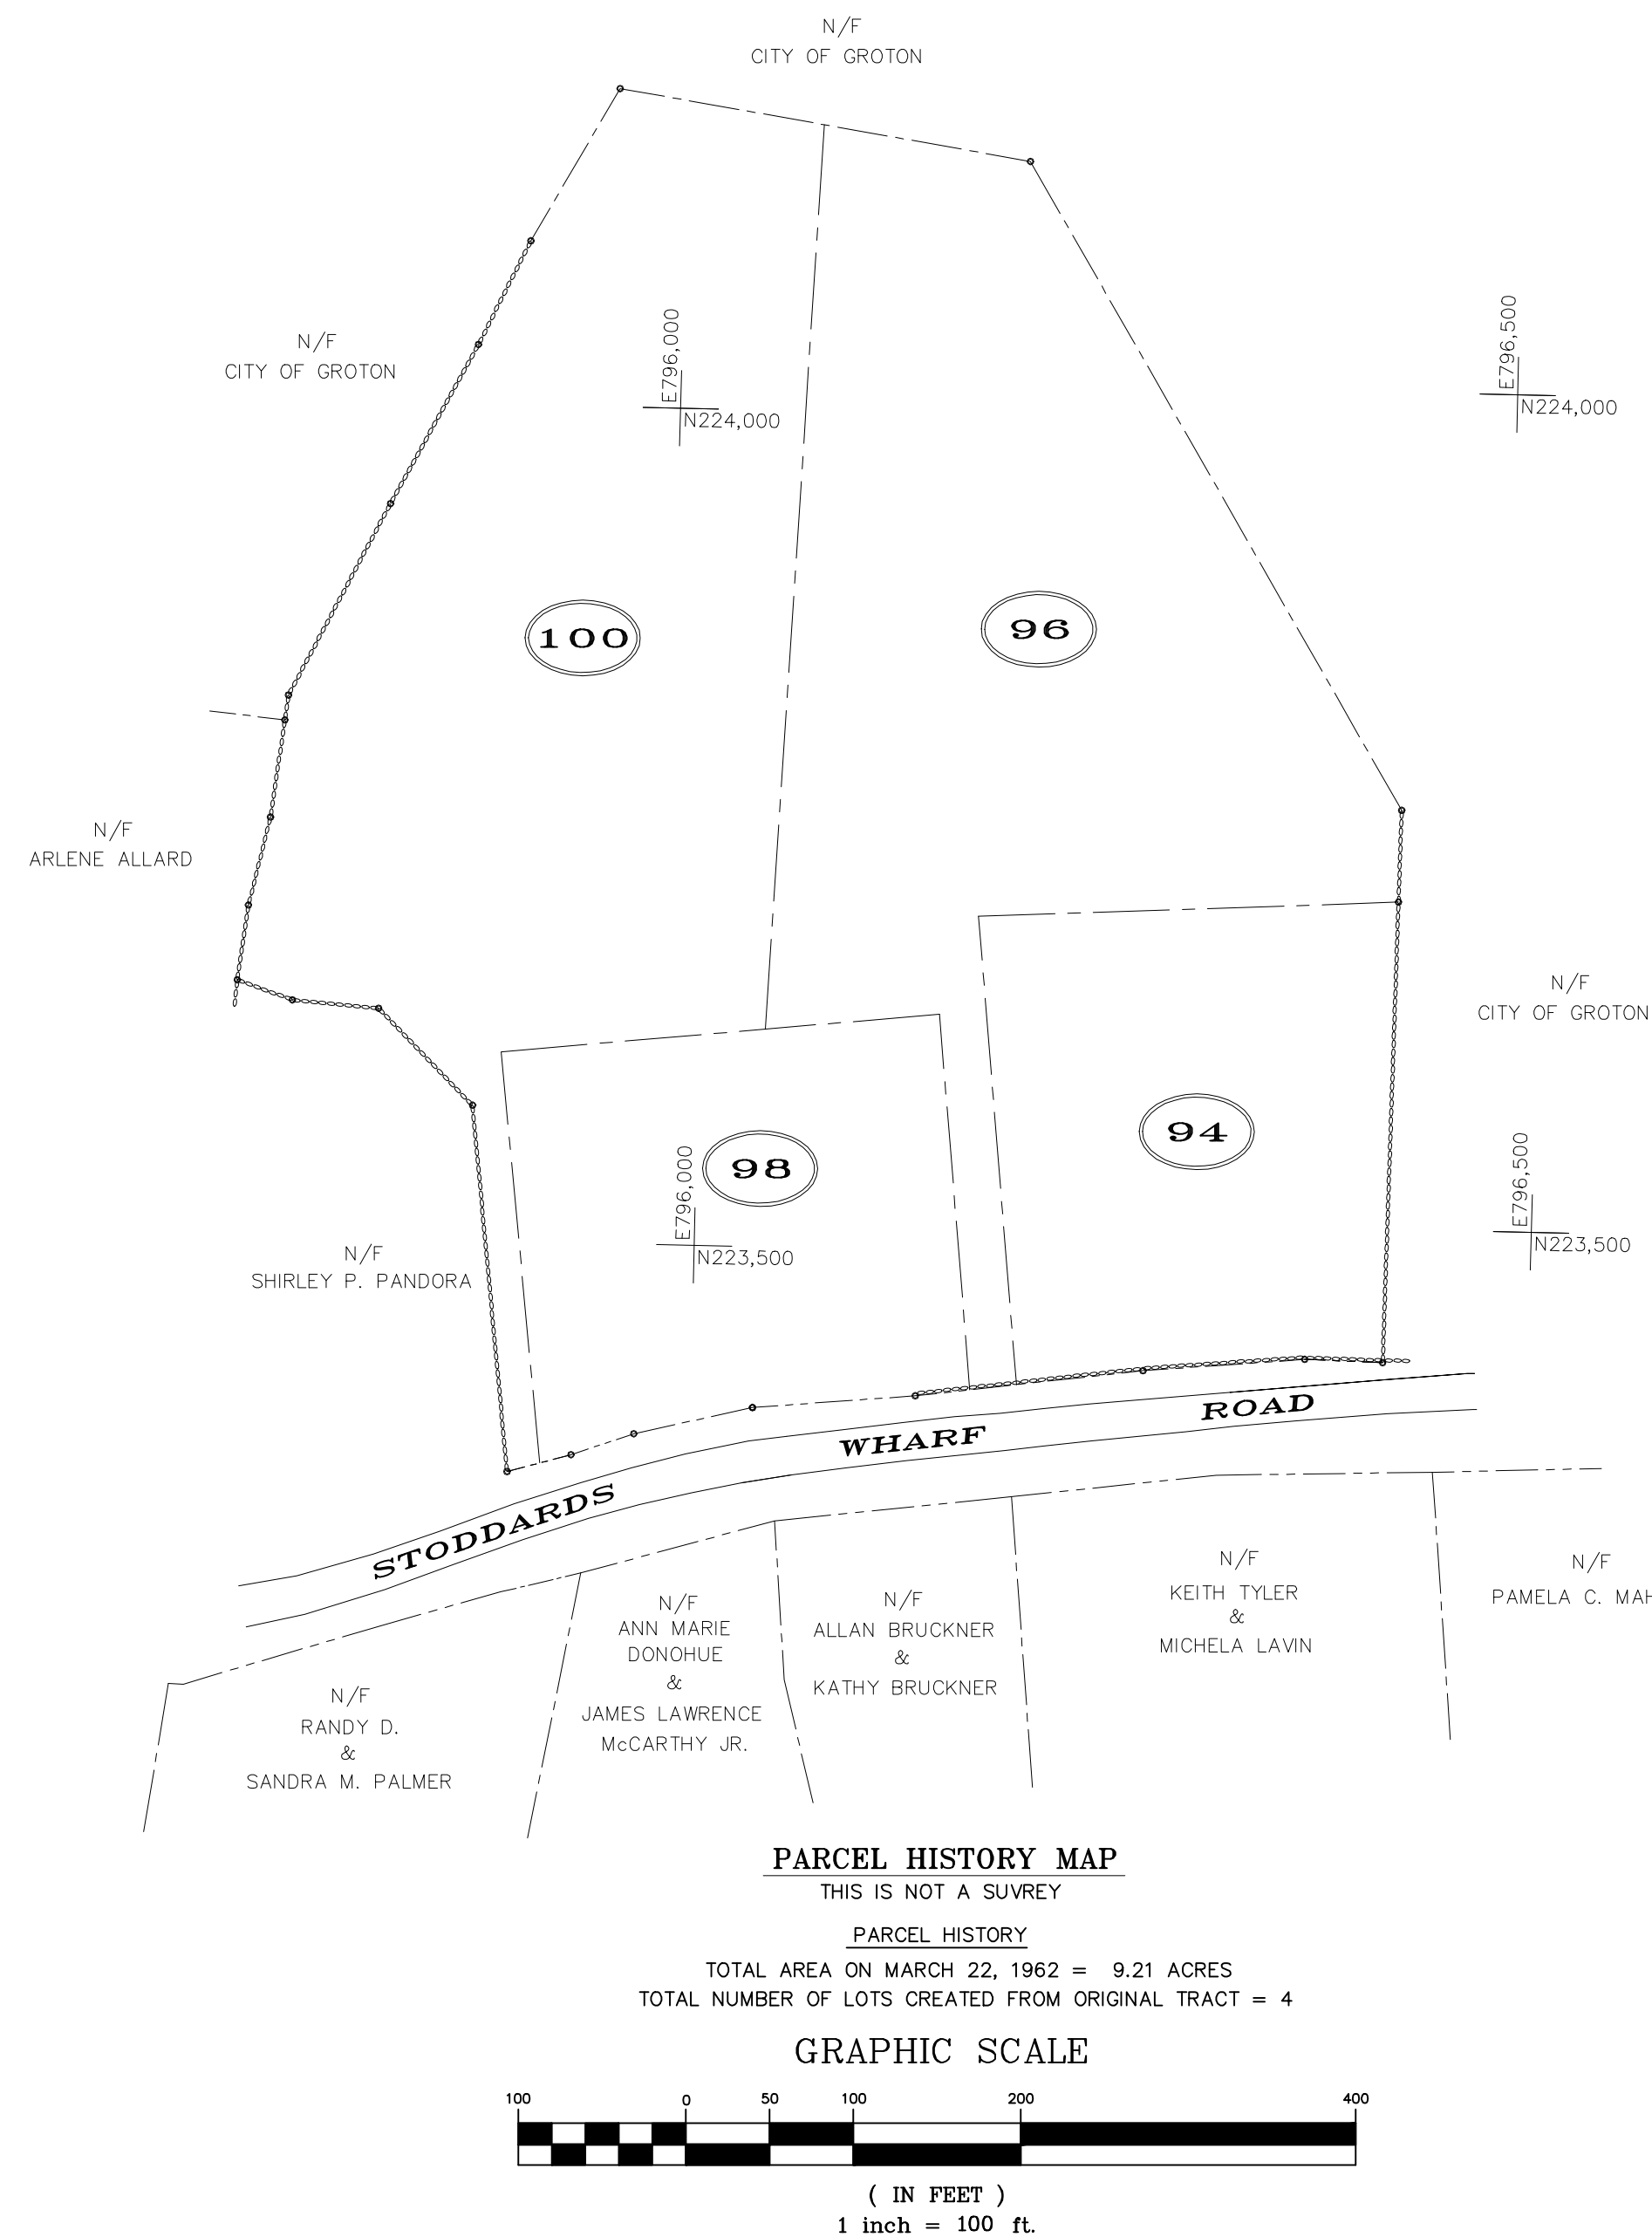 N/F
CITY OF GROTON
N/F
CITY OF GROTON
E796,000
N224,000
E796,500
N224,000
100
96
N/F
ARLENE ALLARD
N/F
CITY OF GROTON
98
94
E796,000
N223,500
E796,500
N223,500
N/F
SHIRLEY P. PANDORA
STODDARDS WHARF ROAD
N/F
RANDY D.
&
SANDRA M. PALMER
N/F
ANN MARIE
DONOHUE
&
JAMES LAWRENCE
McCARTHY JR.
N/F
ALLAN BRUCKNER
&
KATHY BRUCKNER
N/F
KEITH TYLER
&
MICHELA LAVIN
N/F
PAMELA C.
PARCEL HISTORY MAP
THIS IS NOT A SUVREY
PARCEL HISTORY
TOTAL AREA ON MARCH 22, 1962 = 9.21 ACRES
TOTAL NUMBER OF LOTS CREATED FROM ORIGINAL TRACT = 4
GRAPHIC SCALE
100 0 50 100 200 400
( IN FEET )
1 inch = 100 ft.